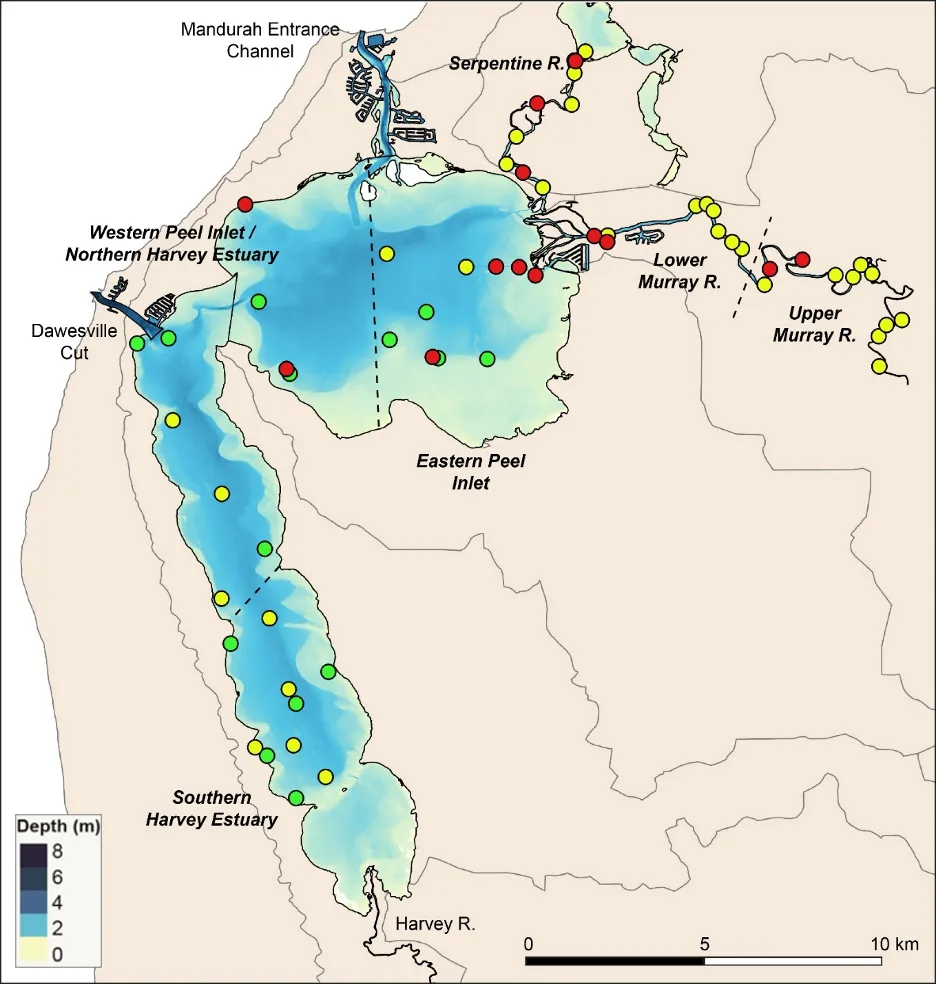 Mandurah Entrance
Channel
Serpentine R.
Western Peel Inlet /
Northern Harvey Estuary
Lower
Murray R.
Upper
Murray R.
Dawesville
Cut
Eastern Peel
Inlet
Southern
Harvey Estuary
Depth (m)
8
6
4
2
0
Harvey R.
0 5 10 km